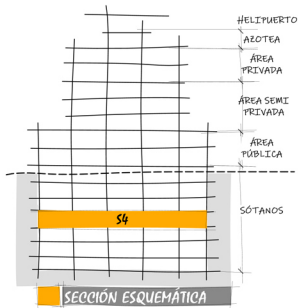 HELIPUERTO
AZOTEA
ÁREA
PRIVADA
ÁREA SEMI
PRIVADA
ÁREA
PÚBLICA
SÓTANOS
S4
SECCIÓN ESQUEMÁTICA